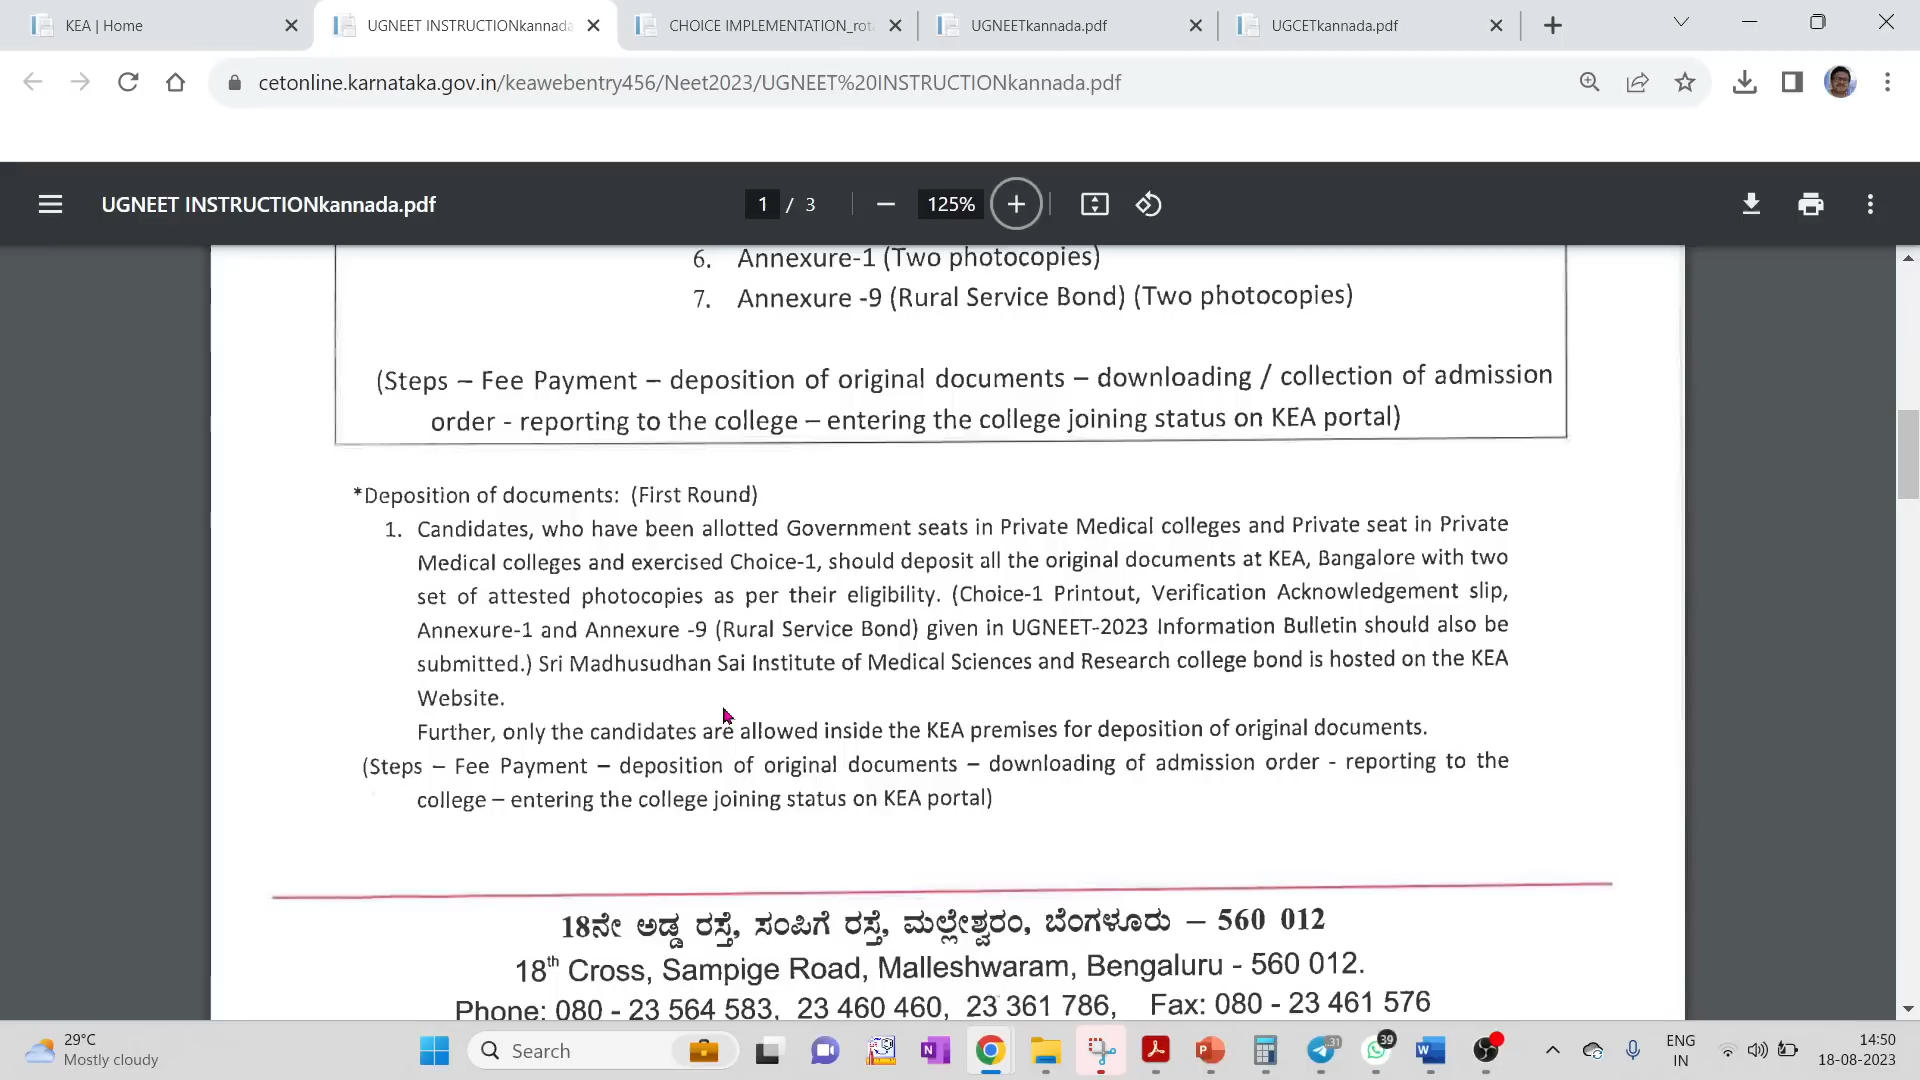 KEA | Home
UGNEET INSTRUCTIONkannada
CHOICE IMPLEMENTATION_rot
UGNEETkannada.pdf
UGCETkannada.pdf
cetonline.karnataka.gov.in/keawebentry456/Neet2023/UGNEET%20INSTRUCTIONkannada.pdf
UGNEET INSTRUCTIONkannada.pdf
1 / 3
125%
6. Annexure-1 (Two photocopies)
7. Annexure -9 (Rural Service Bond) (Two photocopies)
(Steps – Fee Payment – deposition of original documents – downloading / collection of admission
order - reporting to the college – entering the college joining status on KEA portal)
*Deposition of documents: (First Round)
1. Candidates, who have been allotted Government seats in Private Medical colleges and Private seat in Private
Medical colleges and exercised Choice-1, should deposit all the original documents at KEA, Bangalore with two
set of attested photocopies as per their eligibility. (Choice-1 Printout, Verification Acknowledgement slip,
Annexure-1 and Annexure -9 (Rural Service Bond) given in UGNEET-2023 Information Bulletin should also be
submitted.) Sri Madhusudhan Sai Institute of Medical Sciences and Research college bond is hosted on the KEA
Website.
Further, only the candidates are allowed inside the KEA premises for deposition of original documents.
(Steps – Fee Payment – deposition of original documents – downloading of admission order - reporting to the
college – entering the college joining status on KEA portal)
18ನೇ ಅಡ್ಡ ರಸ್ತೆ, ಸಂಪಿಗೆ ರಸ್ತೆ, ಮಲ್ಲೇಶ್ವರಂ, ಬೆಂಗಳೂರು – 560 012
18th Cross, Sampige Road, Malleshwaram, Bengaluru - 560 012.
Phone: 080 - 23 564 583, 23 460 460, 23 361 786, Fax: 080 - 23 461 576
29°C
Mostly cloudy
Search
31
39
ENG
IN
14:50
18-08-2023